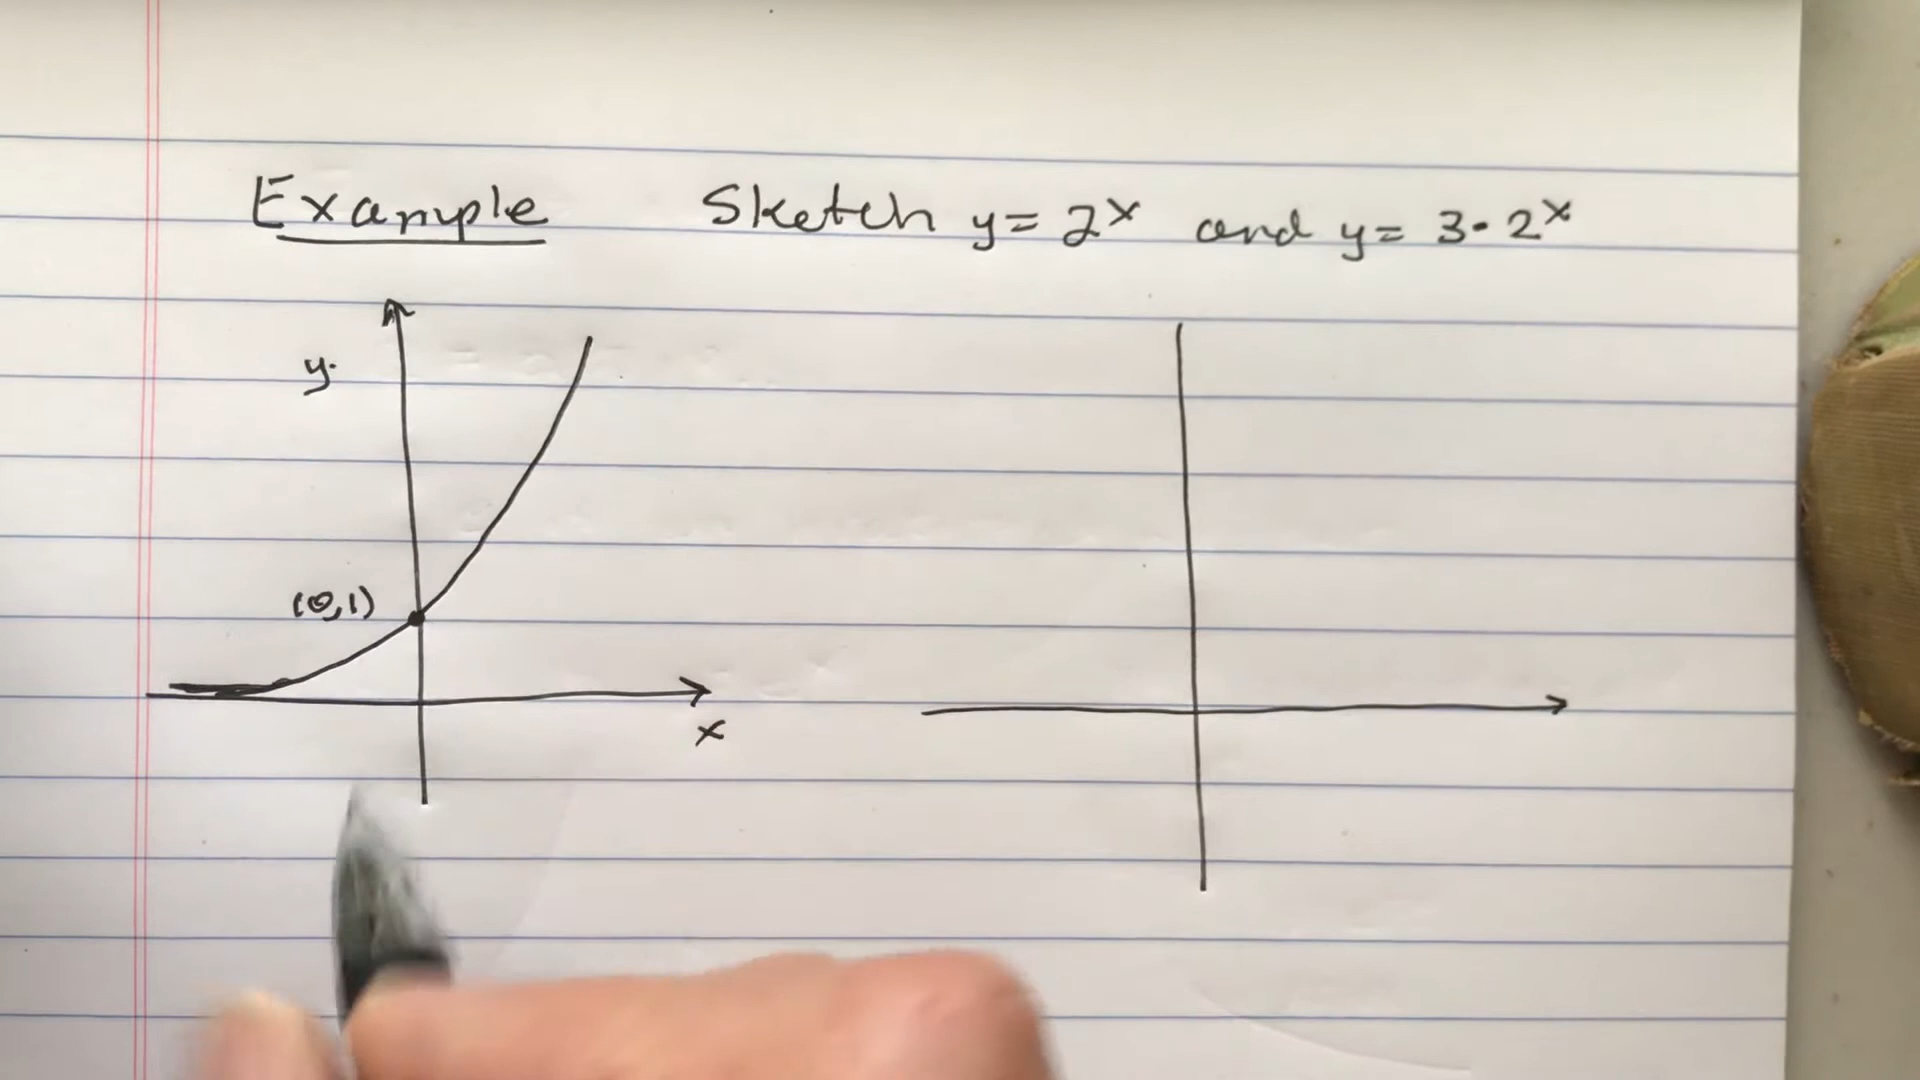 Example Sketch y = 2^x and y = 3·2^x
y
(0,1)
x